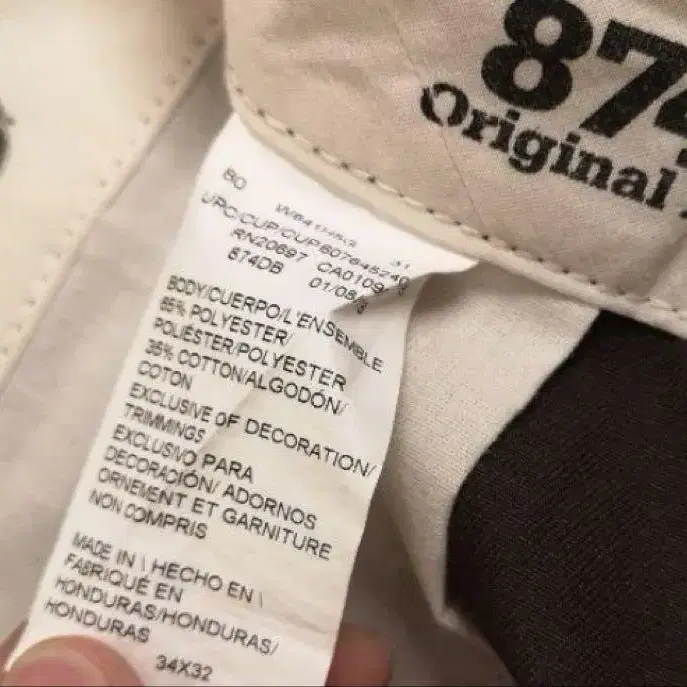 874
Original
80
UPC/CUP/CUP:
RN20697 CA0109
874DB 01/08/
BODY/CUERPO/L'ENSEMBLE
65% POLYESTER/
POLIÉSTER/POLYESTER
35% COTTON/ALGODÓN/
COTON
EXCLUSIVE OF DECORATION/
TRIMMINGS
EXCLUSIVO PARA
DECORACIÓN/ ADORNOS
ORNEMENT ET GARNITURE
NON COMPRIS
MADE IN \ HECHO EN \
FABRIQUÉ EN
HONDURAS/HONDURAS/
HONDURAS
34X32